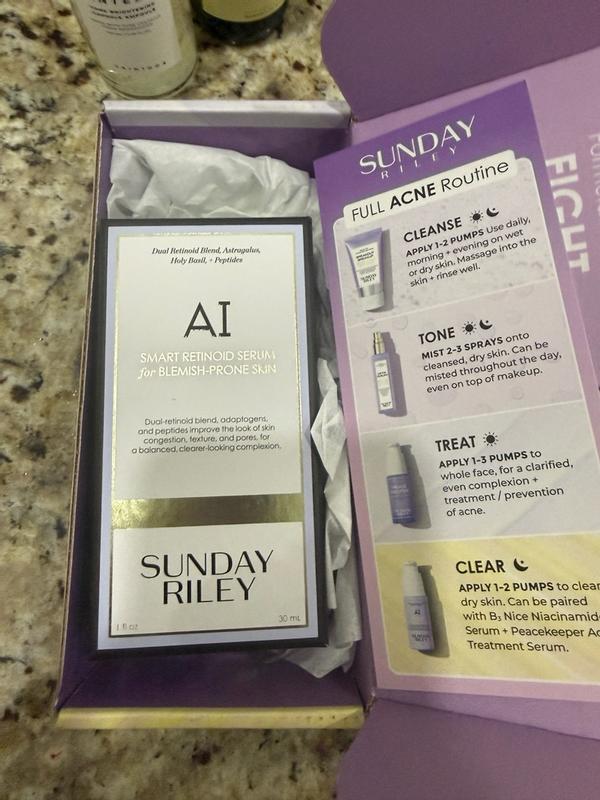 Dual Retinoid Blend, Astragalus,
Holy Basil, + Peptides
AI
SMART RETINOID SERUM
for BLEMISH-PRONE SKIN
Dual-retinoid blend, adaptogens,
and peptides improve the look of skin
congestion, texture, and pores, for
a balanced, clearer-looking complexion.
SUNDAY
RILEY
1 fl oz
30 mL
SUNDAY
RILEY
FULL ACNE Routine
CLEANSE
APPLY 1-2 PUMPS Use daily,
morning + evening on wet
or dry skin. Massage into the
skin + rinse well.
TONE
MIST 2-3 SPRAYS onto
cleansed, dry skin. Can be
misted throughout the day,
even on top of makeup.
TREAT
APPLY 1-3 PUMPS to
whole face, for a clarified,
even complexion +
treatment / prevention
of acne.
CLEAR
APPLY 1-2 PUMPS to clear
dry skin. Can be paired
with B₃ Nice Niacinamid
Serum + Peacekeeper Ac
Treatment Serum.
AI
SUNDAY
RILEY
FIGHT